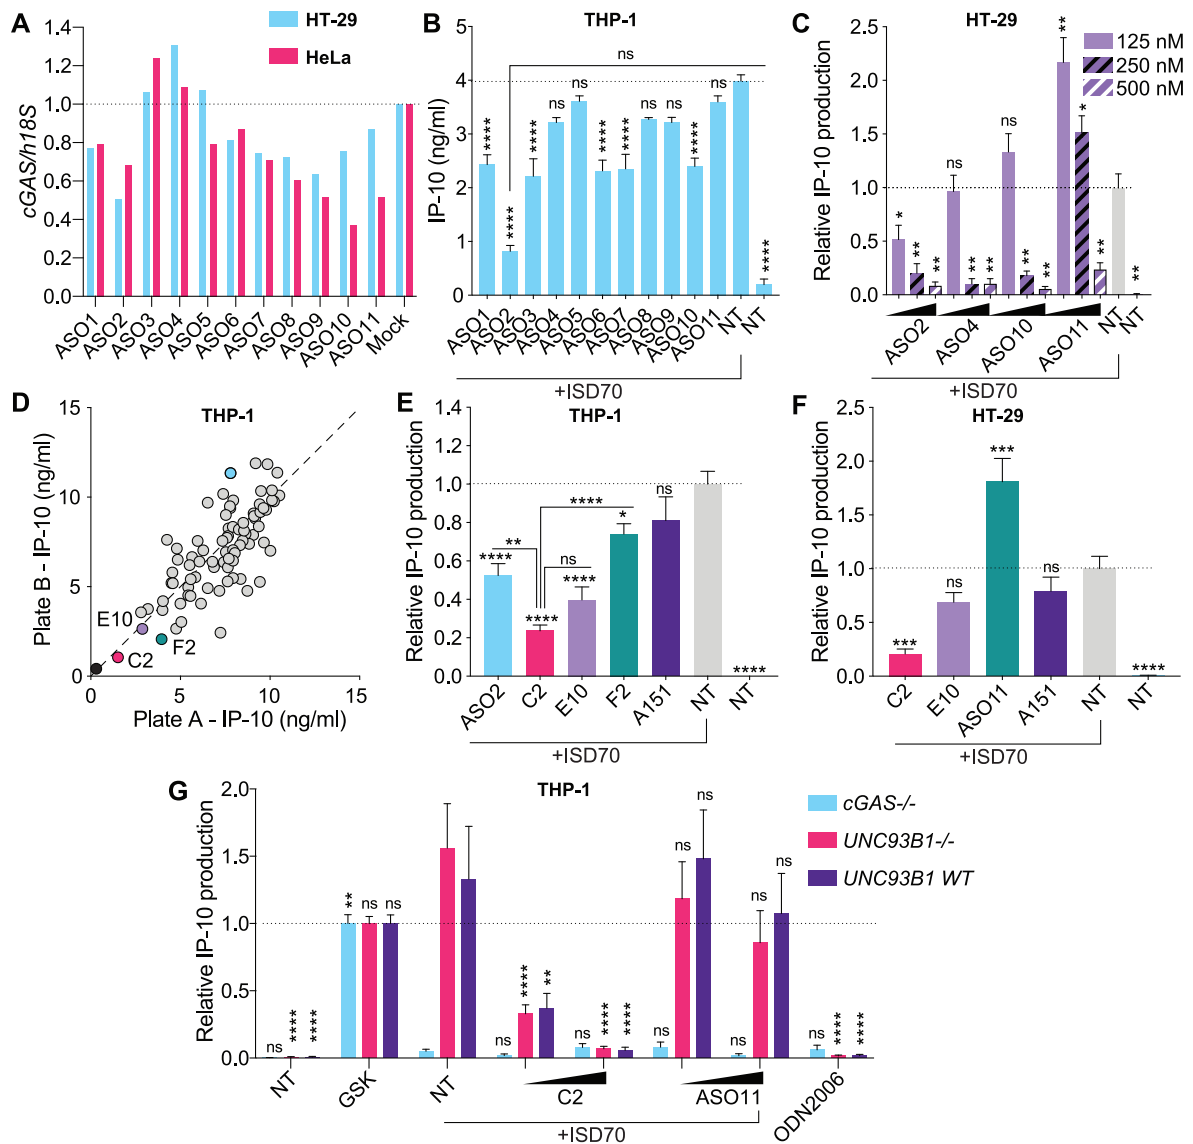 A
HT-29
HeLa
cGAS/h18S
1.4
1.2
1.0
0.8
0.6
0.4
0.2
0.0
ASO1
ASO2
ASO3
ASO4
ASO5
ASO6
ASO7
ASO8
ASO9
ASO10
ASO11
Mock
B
THP-1
IP-10 (ng/ml)
5
4
3
2
1
0
ns
****
****
****
ns
ns
****
****
ns
ns
****
ns
****
ASO1
ASO2
ASO3
ASO4
ASO5
ASO6
ASO7
ASO8
ASO9
ASO10
ASO11
NT
NT
+ISD70
C
HT-29
125 nM
250 nM
500 nM
Relative IP-10 production
2.5
2.0
1.5
1.0
0.5
0.0
*
**
**
ns
**
**
ns
**
**
**
*
**
**
ASO2
ASO4
ASO10
ASO11
NT
NT
+ISD70
D
THP-1
Plate B - IP-10 (ng/ml)
15
10
5
0
E10
C2
F2
0
5
10
15
Plate A - IP-10 (ng/ml)
E
THP-1
Relative IP-10 production
1.4
1.2
1.0
0.8
0.6
0.4
0.2
0.0
****
**
****
ns
****
****
*
ns
****
ASO2
C2
E10
F2
A151
NT
NT
+ISD70
F
HT-29
Relative IP-10 production
2.5
2.0
1.5
1.0
0.5
0.0
***
ns
***
ns
****
C2
E10
ASO11
A151
NT
NT
+ISD70
G
THP-1
cGAS-/-
UNC93B1-/-
UNC93B1 WT
Relative IP-10 production
2.0
1.5
1.0
0.5
0.0
ns
****
****
**
ns
ns
ns
****
**
ns
****
****
ns
ns
ns
ns
ns
ns
ns
****
****
NT
GSK
NT
C2
ASO11
ODN2006
+ISD70